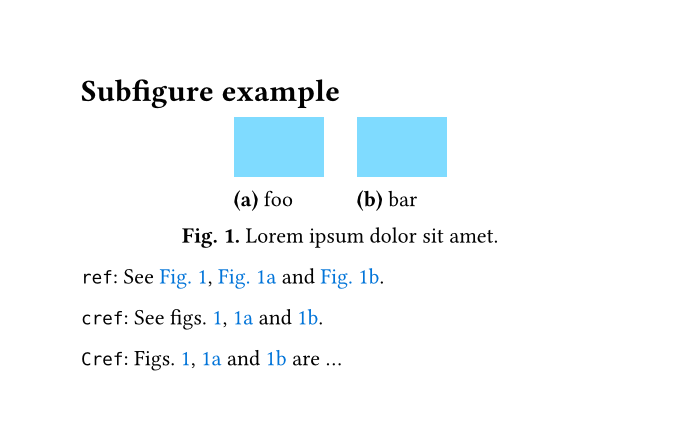 Subfigure example
(a) foo (b) bar
Fig. 1. Lorem ipsum dolor sit amet.
ref: See Fig. 1, Fig. 1a and Fig. 1b.
cref: See figs. 1, 1a and 1b.
Cref: Figs. 1, 1a and 1b are ...